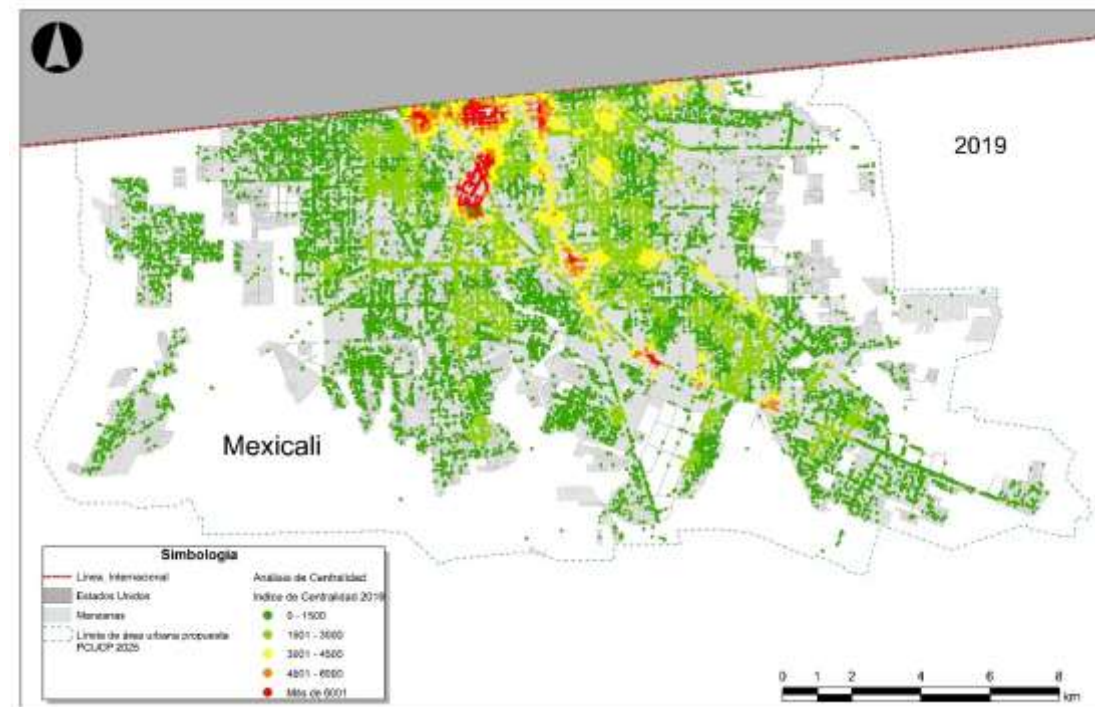 2019
Mexicali
Simbología
Línea Internacional
Estados Unidos
Manzanas
Límite de área urbana propuesta
PDUCP 2025
Análisis de Centralidad
Indice de Centralidad 2019
0 - 1500
1501 - 3000
3001 - 4500
4501 - 6000
Más de 6001
0 1 2 4 6 8
km